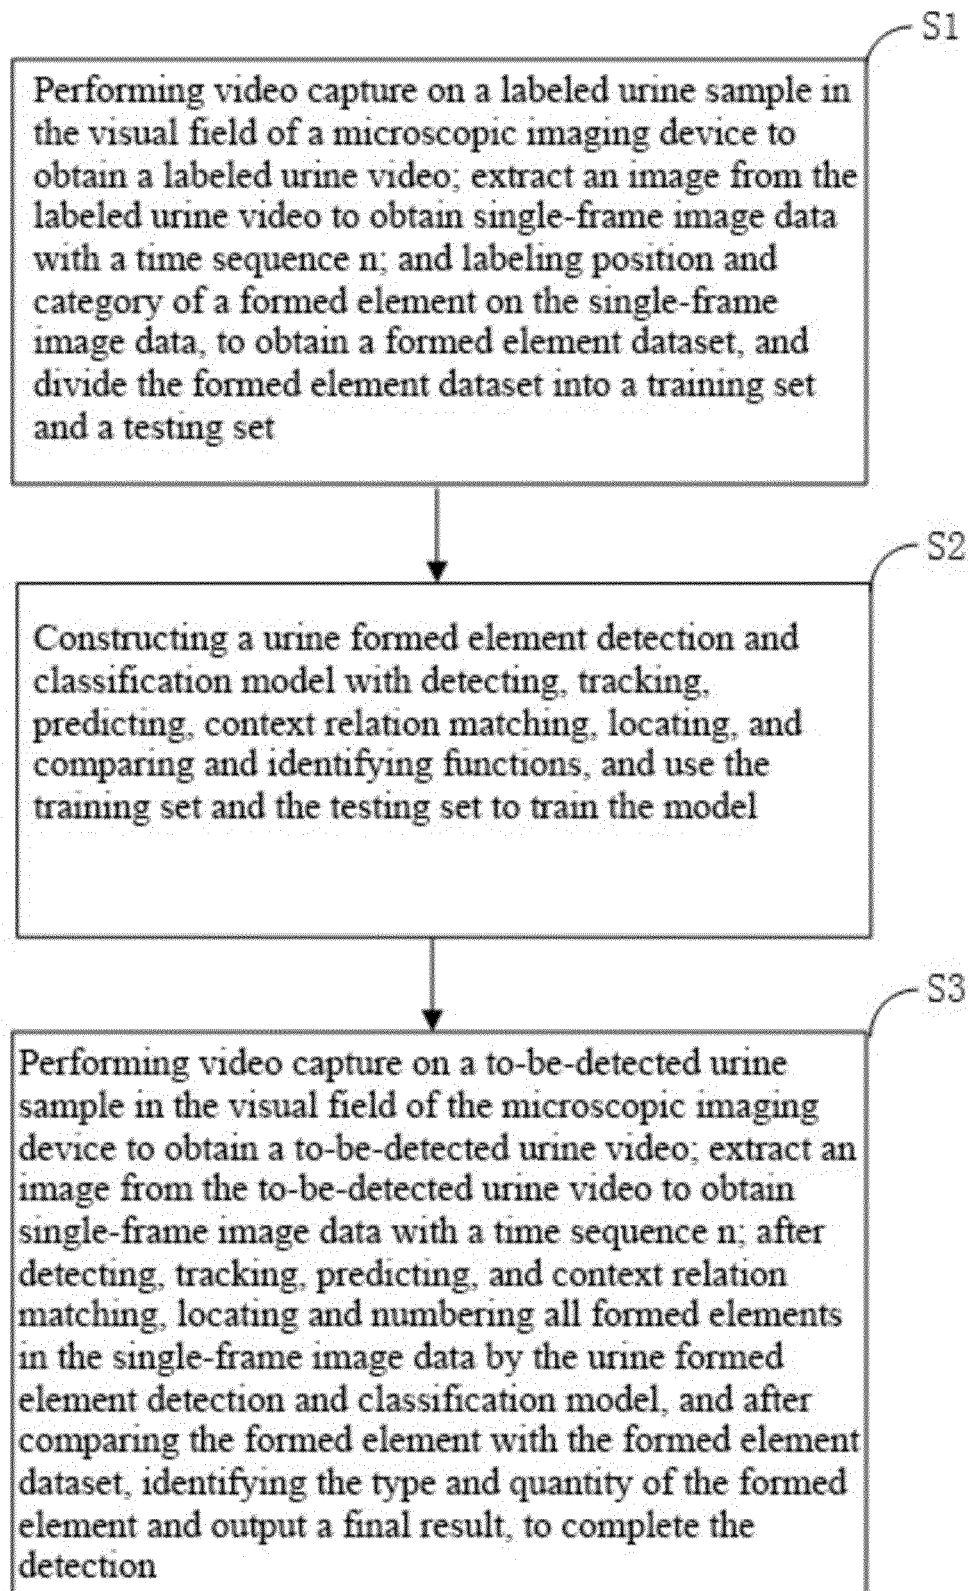 S1
Performing video capture on a labeled urine sample in
the visual field of a microscopic imaging device to
obtain a labeled urine video; extract an image from the
labeled urine video to obtain single-frame image data
with a time sequence n; and labeling position and
category of a formed element on the single-frame
image data, to obtain a formed element dataset, and
divide the formed element dataset into a training set
and a testing set
S2
Constructing a urine formed element detection and
classification model with detecting, tracking,
predicting, context relation matching, locating, and
comparing and identifying functions, and use the
training set and the testing set to train the model
S3
Performing video capture on a to-be-detected urine
sample in the visual field of the microscopic imaging
device to obtain a to-be-detected urine video; extract an
image from the to-be-detected urine video to obtain
single-frame image data with a time sequence n; after
detecting, tracking, predicting, and context relation
matching, locating and numbering all formed elements
in the single-frame image data by the urine formed
element detection and classification model, and after
comparing the formed element with the formed element
dataset, identifying the type and quantity of the formed
element and output a final result, to complete the
detection